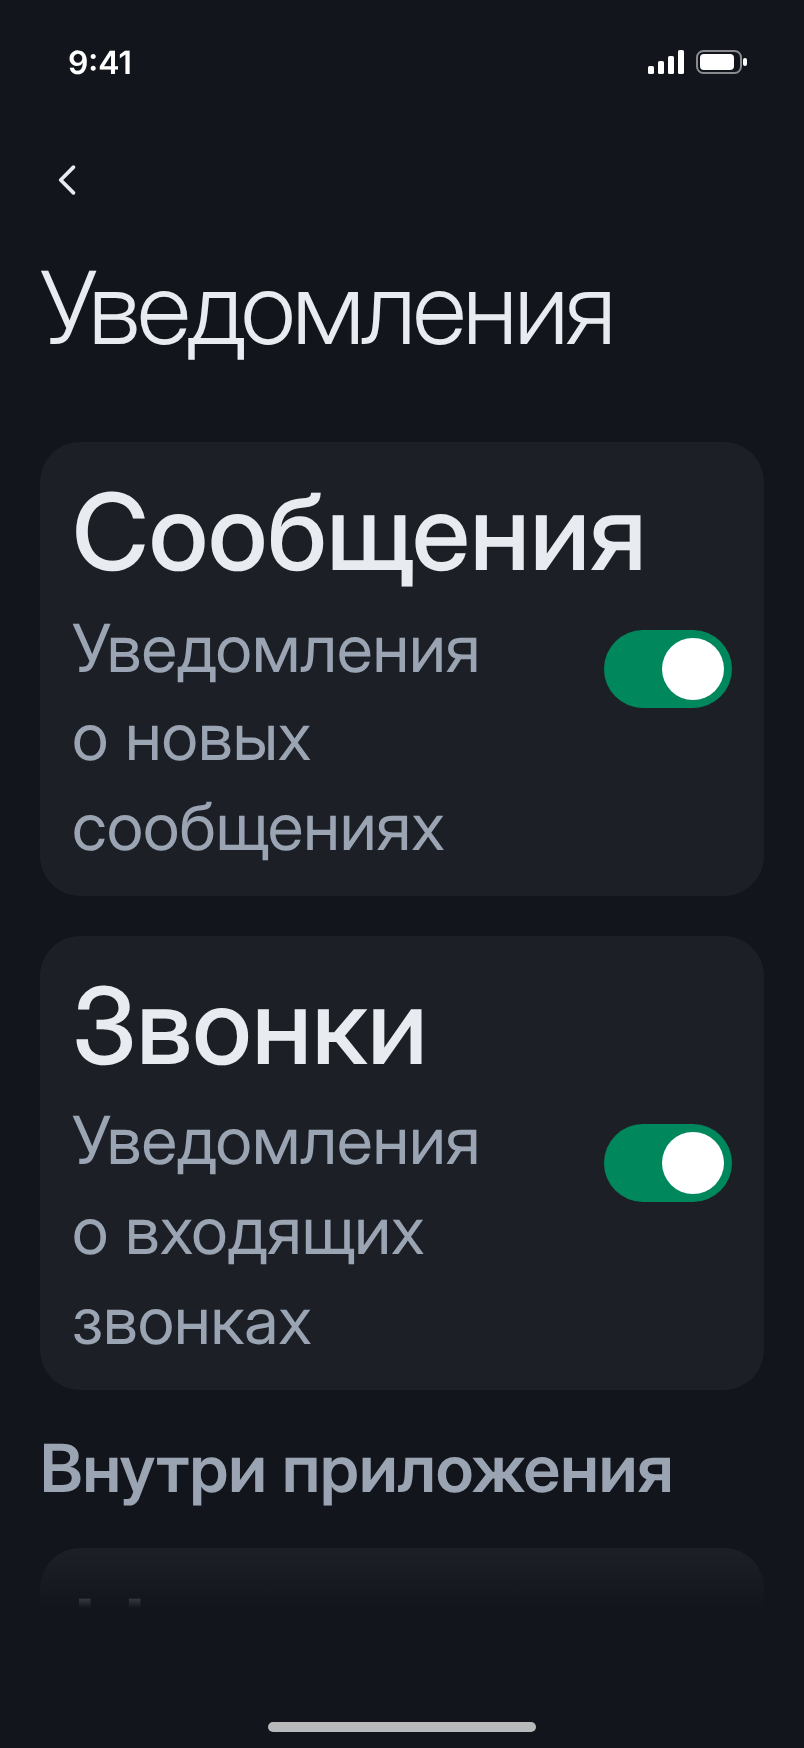 9:41
Уведомления
Сообщения
Уведомления
о новых
сообщениях
Звонки
Уведомления
о входящих
звонках
Внутри приложения